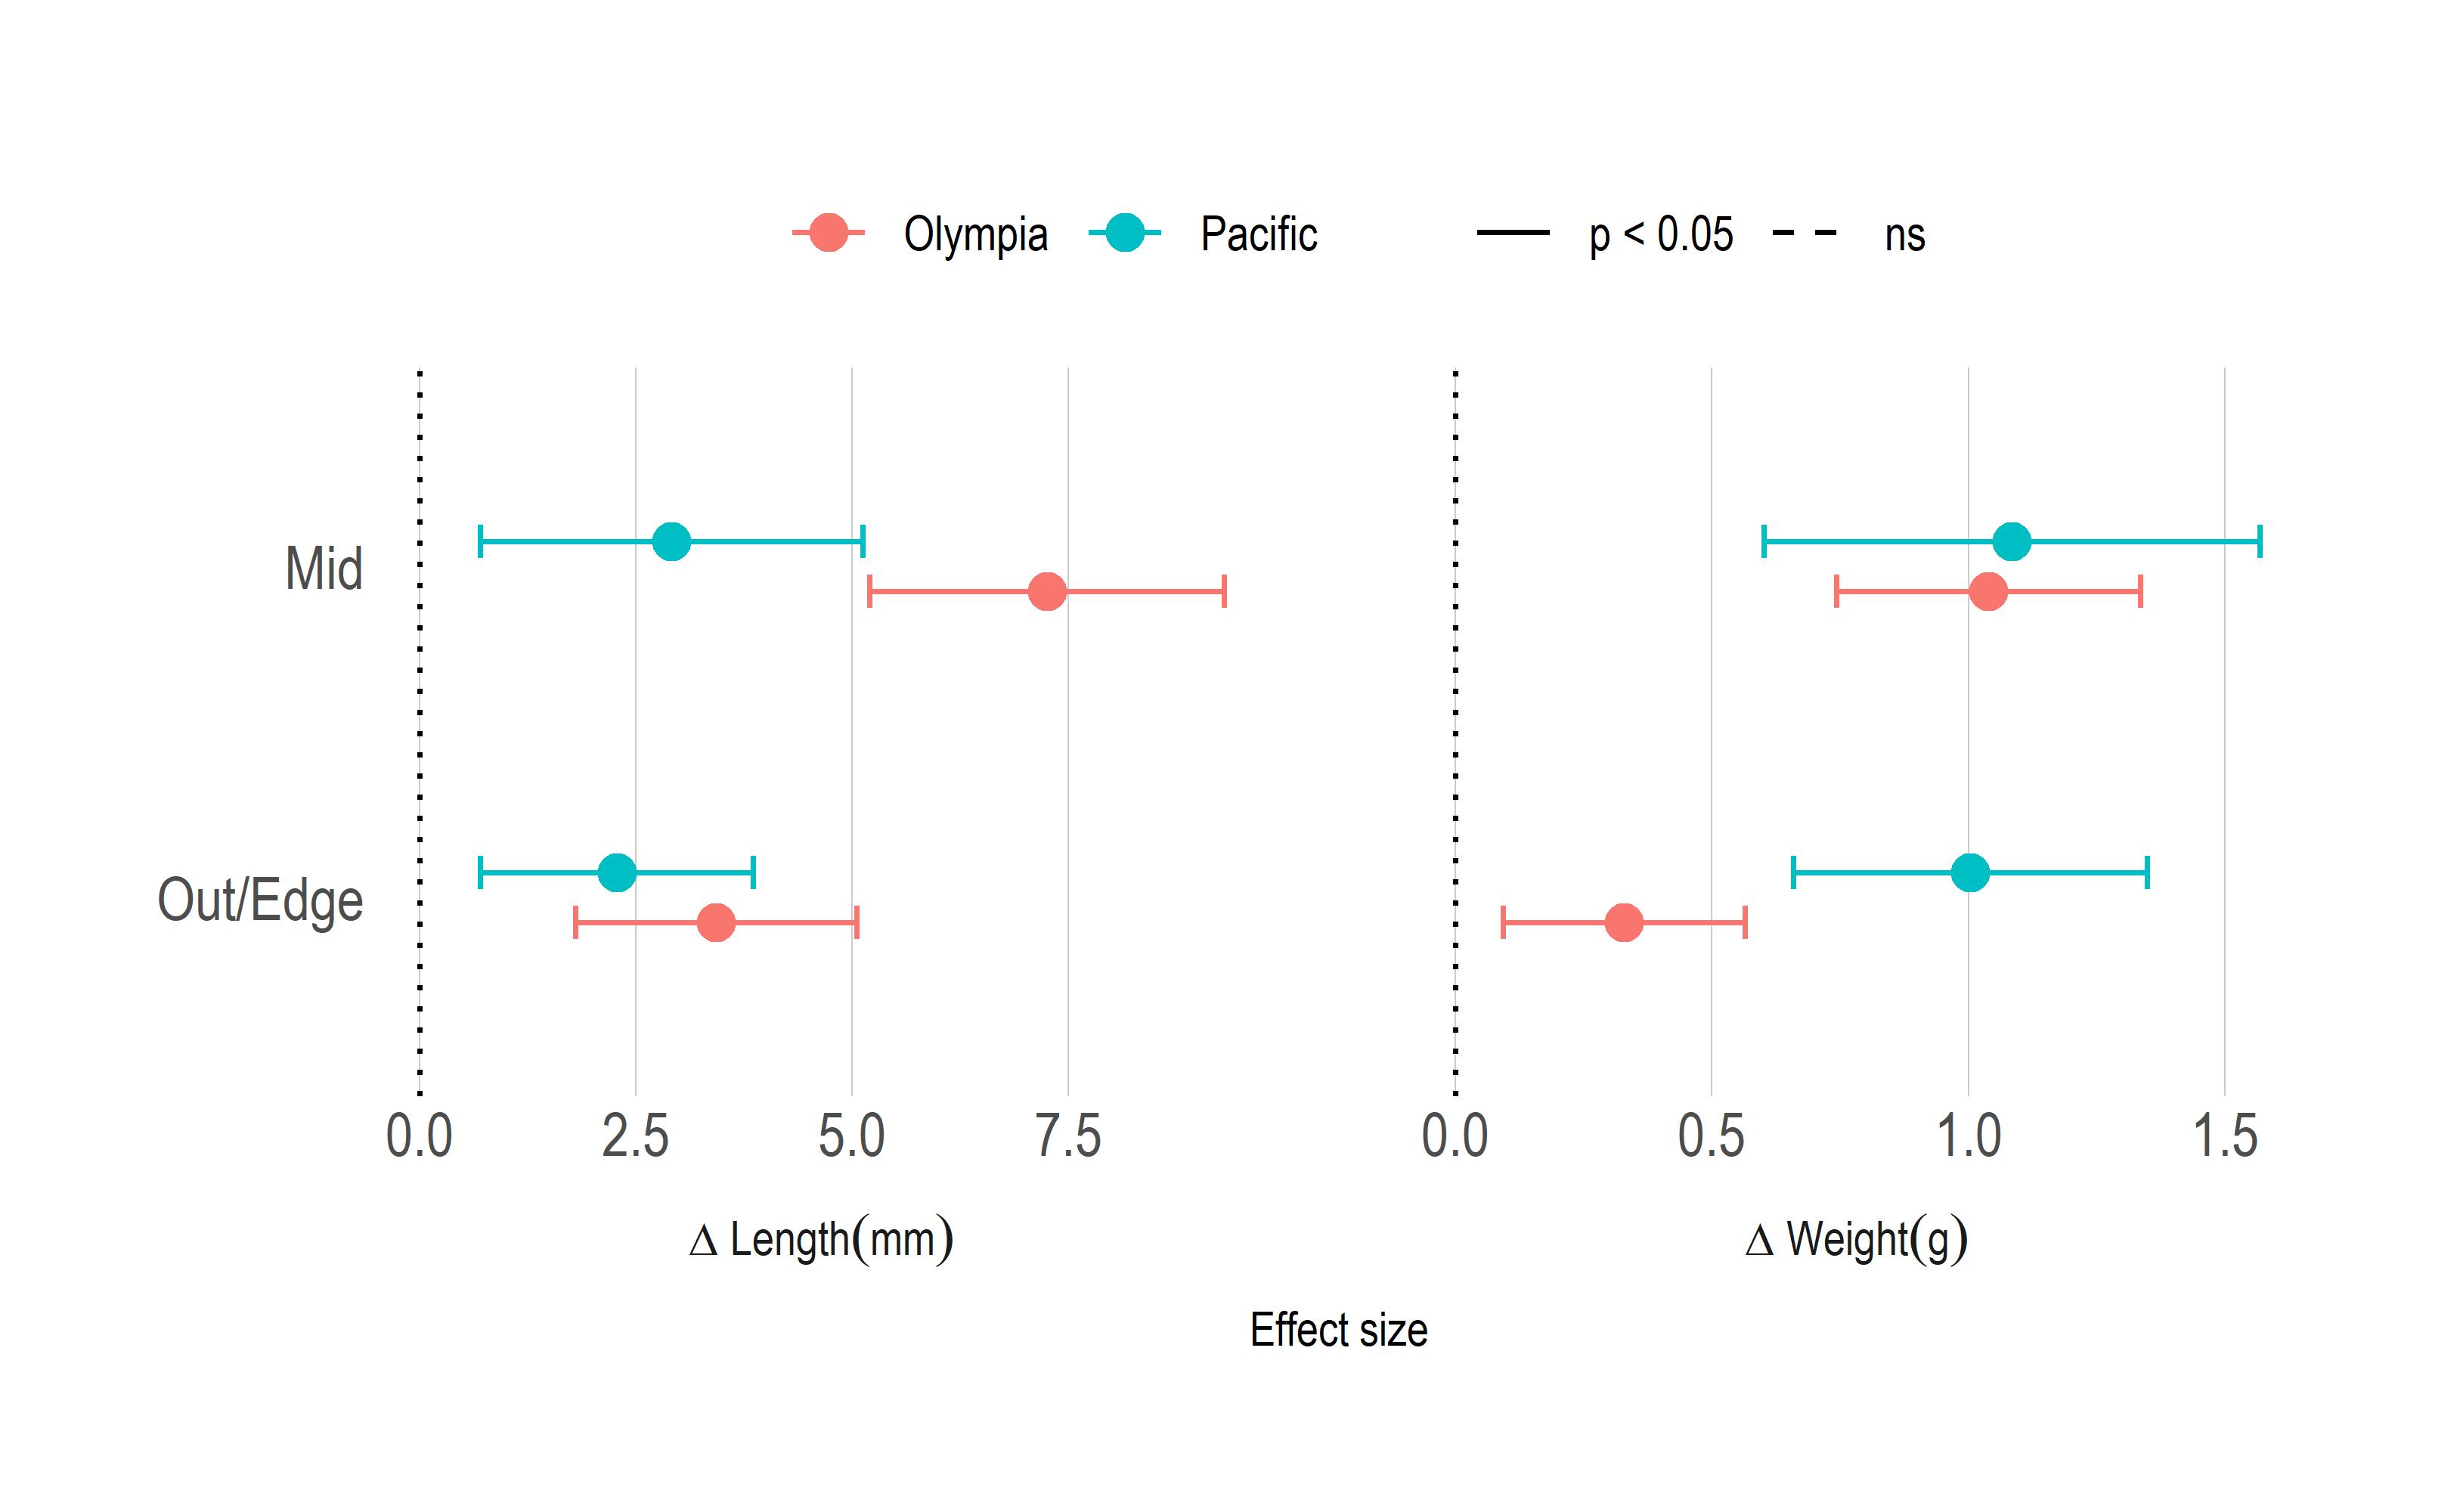 Olympia Pacific p < 0.05 ns
Mid
Out/Edge
0.0 2.5 5.0 7.5 0.0 0.5 1.0 1.5
Δ Length(mm) Δ Weight(g)
Effect size